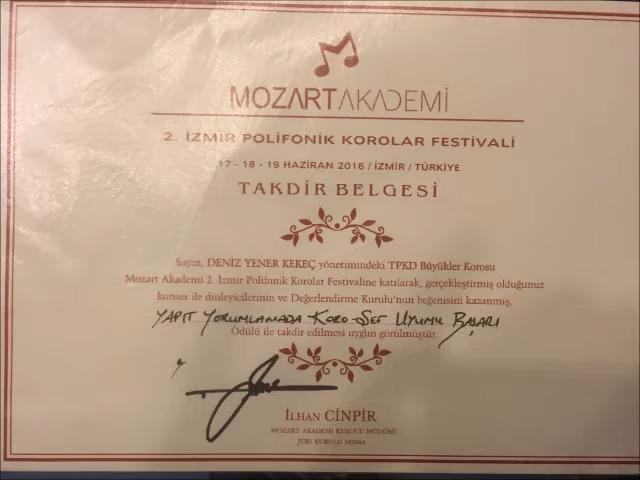 MOZART AKADEMİ
2. İZMİR POLİFONİK KOROLAR FESTİVALİ
17 - 18 - 19 HAZİRAN 2016 / İZMİR / TÜRKİYE
TAKDİR BELGESİ
Sayın, DENİZ YENER KEKEÇ yönetimindeki TPKD Büyükler Korosu
Mozart Akademi 2. İzmir Polifonik Korolar Festivaline katılarak, gerçekleştirmiş olduğunuz
konser ile dinleyicilerinin ve Değerlendirme Kurulu'nun beğenisini kazanmış,
YAPIT YORUMLAMADA KORO-ŞEF UYUMU BAŞARI
Ödülü ile takdir edilmesi uygun görülmüştür.
İLHAN CİNPİR
MOZART AKADEMİ KURUCU MÜDÜRÜ
JÜRİ KURULU ADINA